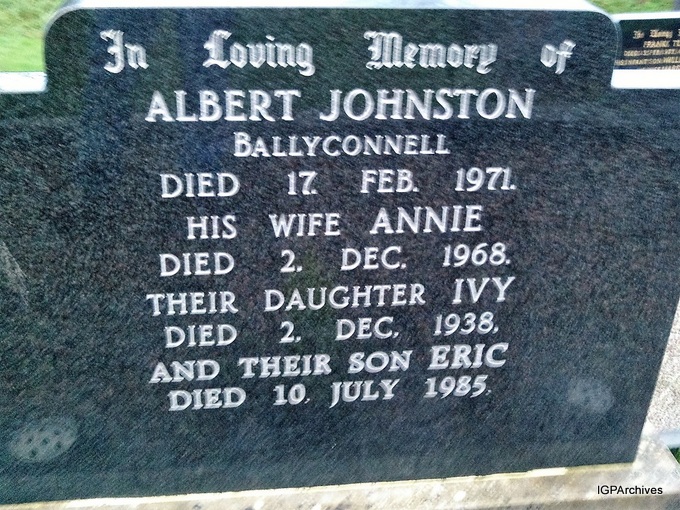 In Loving Memory of
ALBERT JOHNSTON
BALLYCONNELL
DIED 17. FEB. 1971.
HIS WIFE ANNIE
DIED 2. DEC. 1968.
THEIR DAUGHTER IVY
DIED 2. DEC. 1938.
AND THEIR SON ERIC
DIED 10. JULY 1985.
IGPArchives